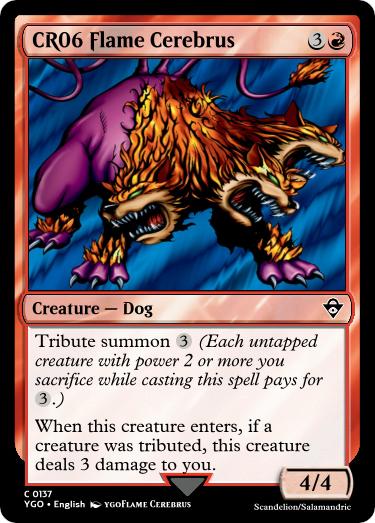 CR06 Flame Cerebrus 3
Creature — Dog
Tribute summon 3 (Each untapped
creature with power 2 or more you
sacrifice while casting this spell pays for
3.)
When this creature enters, if a
creature was tributed, this creature
deals 3 damage to you.
4/4
C 0137
YGO • English YGOFLAME CEREBRUS
Scandelion/Salamandric